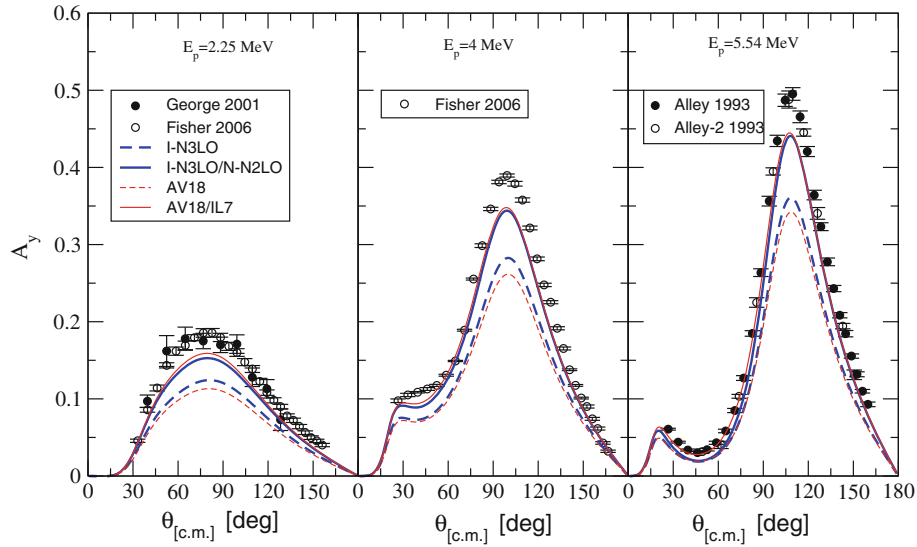 0.6
0.5
0.4
0.3
0.2
0.1
0
A_y
E_p=2.25 MeV
George 2001
Fisher 2006
I-N3LO
I-N3LO/N-N2LO
AV18
AV18/IL7
E_p=4 MeV
Fisher 2006
E_p=5.54 MeV
Alley 1993
Alley-2 1993
0 30 60 90 120 150
0 30 60 90 120 150
0 30 60 90 120 150 180
θ_[c.m.] [deg]
θ_[c.m.] [deg]
θ_[c.m.] [deg]